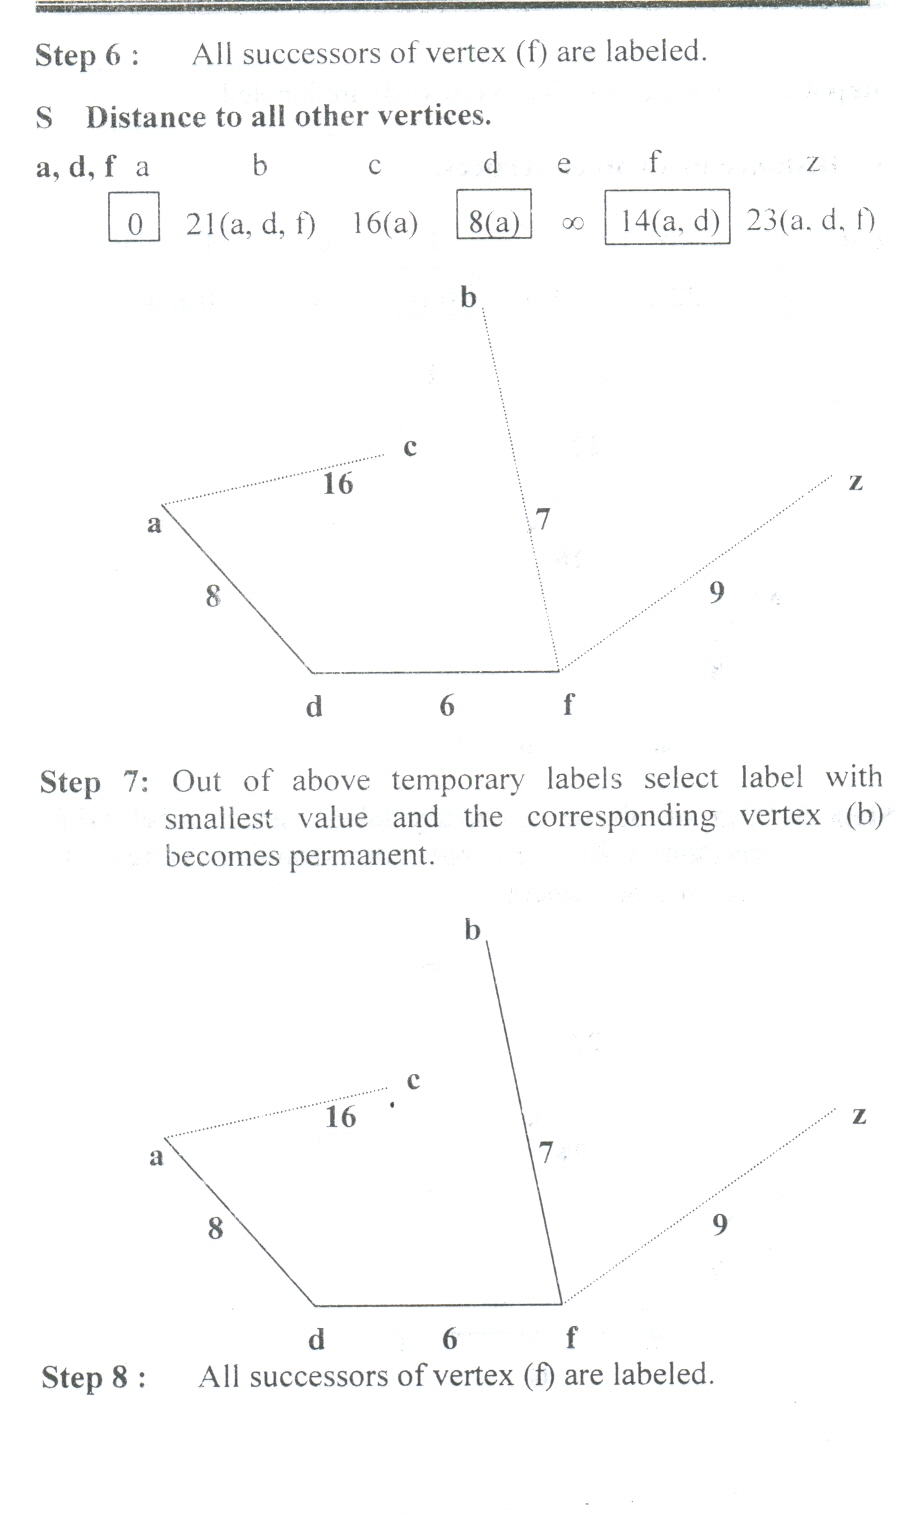 Step 6 : All successors of vertex (f) are labeled.
S Distance to all other vertices.
a, d, f a b c d e f z
0 21(a, d, f) 16(a) 8(a) ∞ 14(a, d) 23(a. d. f)
b
c
16
z
a
7
8
9
d 6 f
Step 7: Out of above temporary labels select label with
smallest value and the corresponding vertex (b)
becomes permanent.
b
c
16
z
a
7
8
9
d 6 f
Step 8 : All successors of vertex (f) are labeled.